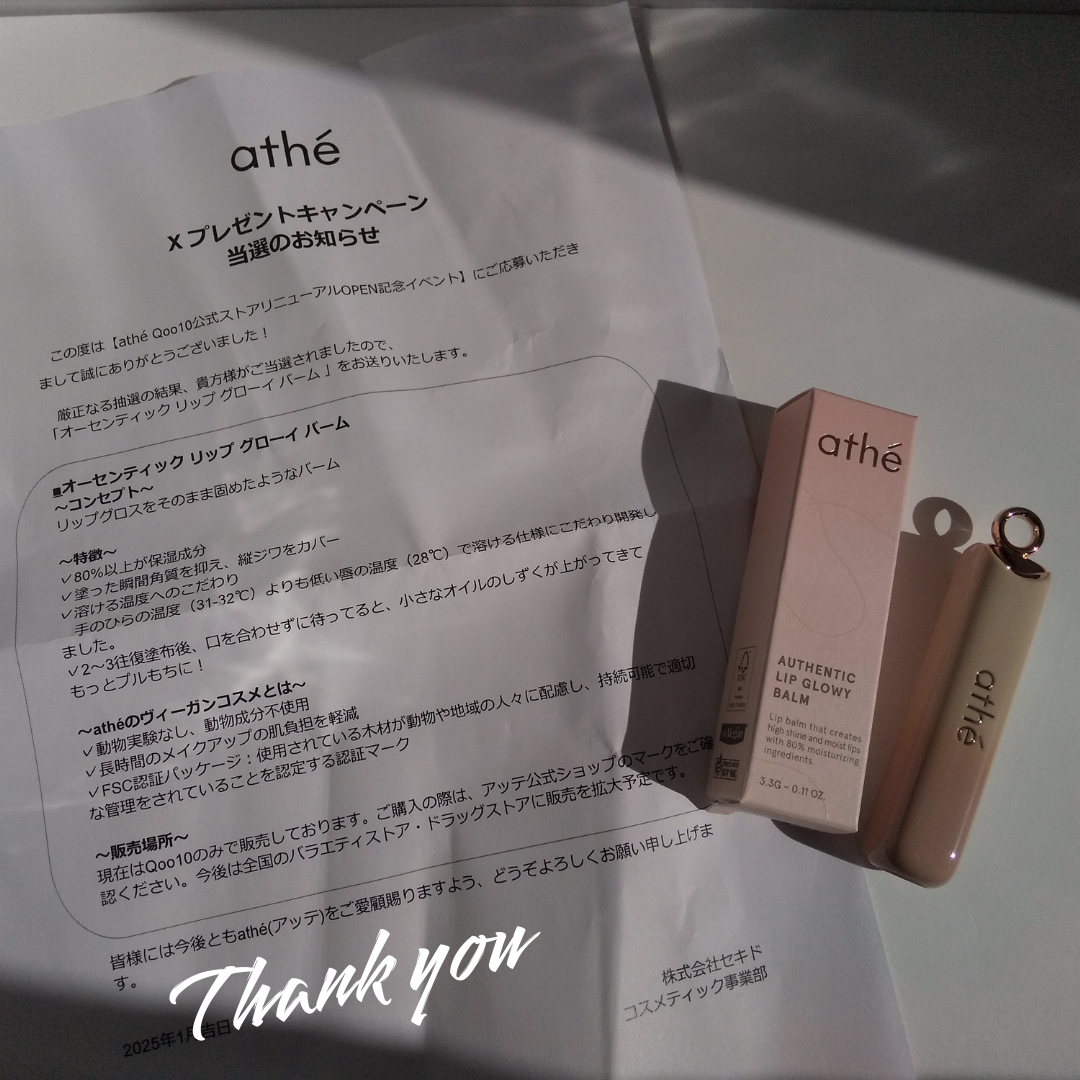 athé
X プレゼントキャンペーン
当選のお知らせ
この度は【athé Qoo10公式ストアリニューアルOPEN記念イベント】にご応募いただき
まして誠にありがとうございました！
厳正なる抽選の結果、貴方様がご当選されましたので、
「オーセンティック リップ グローイ バーム 」をお送りいたします。
■オーセンティック リップ グローイ バーム
～コンセプト～
リップグロスをそのまま固めたようなバーム
～特徴～
✓80%以上が保湿成分
✓塗った瞬間角質を抑え、縦ジワをカバー
✓溶ける温度へのこだわり
手のひらの温度（31-32℃）よりも低い唇の温度（28℃）で溶ける仕様にこだわり開発し
ました。
✓2～3往復塗布後、口を合わせずに待ってると、小さなオイルのしずくが上がってきて
もっとプルもちに！
～athéのヴィーガンコスメとは～
✓動物実験なし、動物成分不使用
✓長時間のメイクアップの肌負担を軽減
✓FSC認証パッケージ：使用されている木材が動物や地域の人々に配慮し、持続可能で適切
な管理をされていることを認定する認証マーク
～販売場所～
現在はQoo10のみで販売しております。ご購入の際は、アッテ公式ショップのマークをご確
認ください。今後は全国のバラエティストア・ドラッグストアに販売を拡大予定です。
皆様には今後ともathé(アッテ)をご愛顧賜りますよう、どうぞよろしくお願い申し上げま
す。
株式会社セキド
コスメティック事業部
2025年1月吉日
Thank you
athé
AUTHENTIC
LIP GLOWY
BALM
Lip balm that creates
high shine and moist lips
with 80% moisturizing
ingredients.
3.3G – 0.11 OZ.
FSC
athé